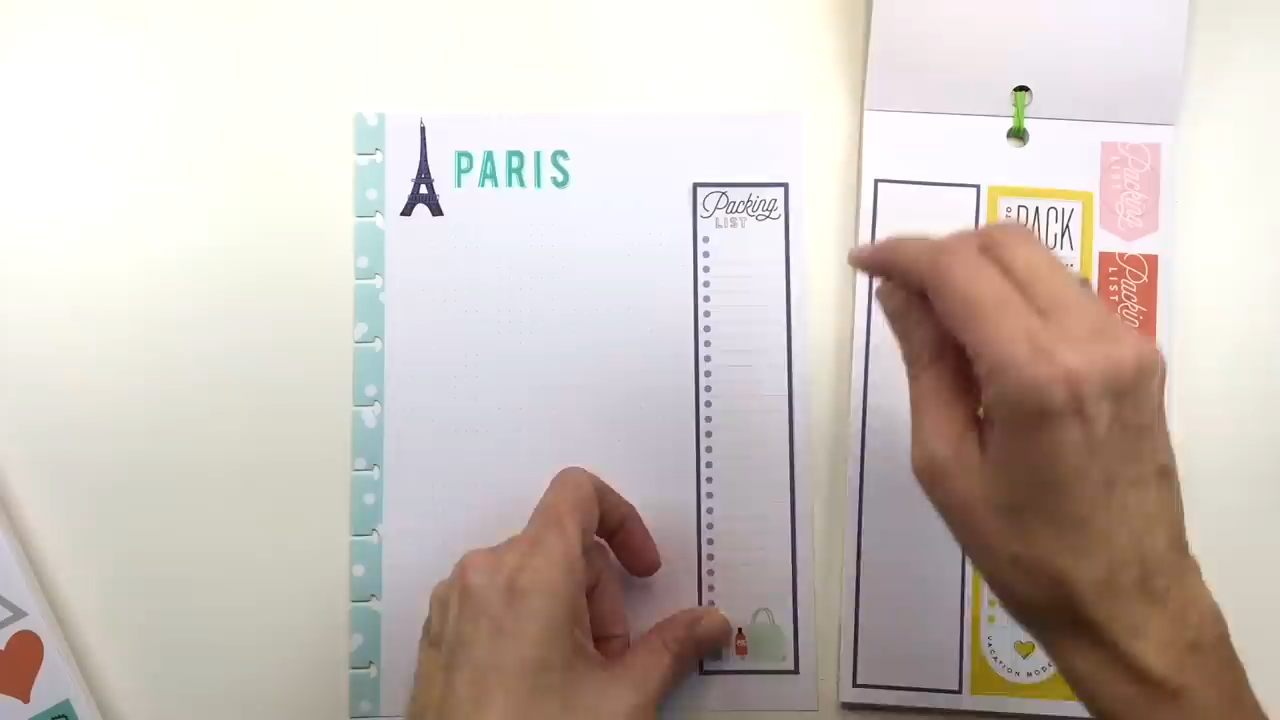 PARIS
Packing
LIST
PACK
Packing
LIST
Packing
LIST
VACATION MODE